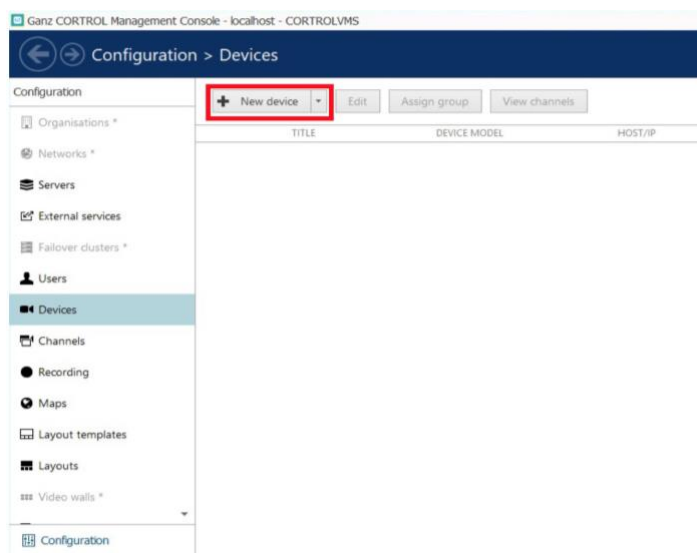 Ganz CORTROL Management Console - localhost - CORTROLVMS
Configuration > Devices
Configuration
New device
Edit
Assign group
View channels
Organisations *
TITLE
DEVICE MODEL
HOST/IP
Networks *
Servers
External services
Failover clusters *
Users
Devices
Channels
Recording
Maps
Layout templates
Layouts
Video walls *
Configuration